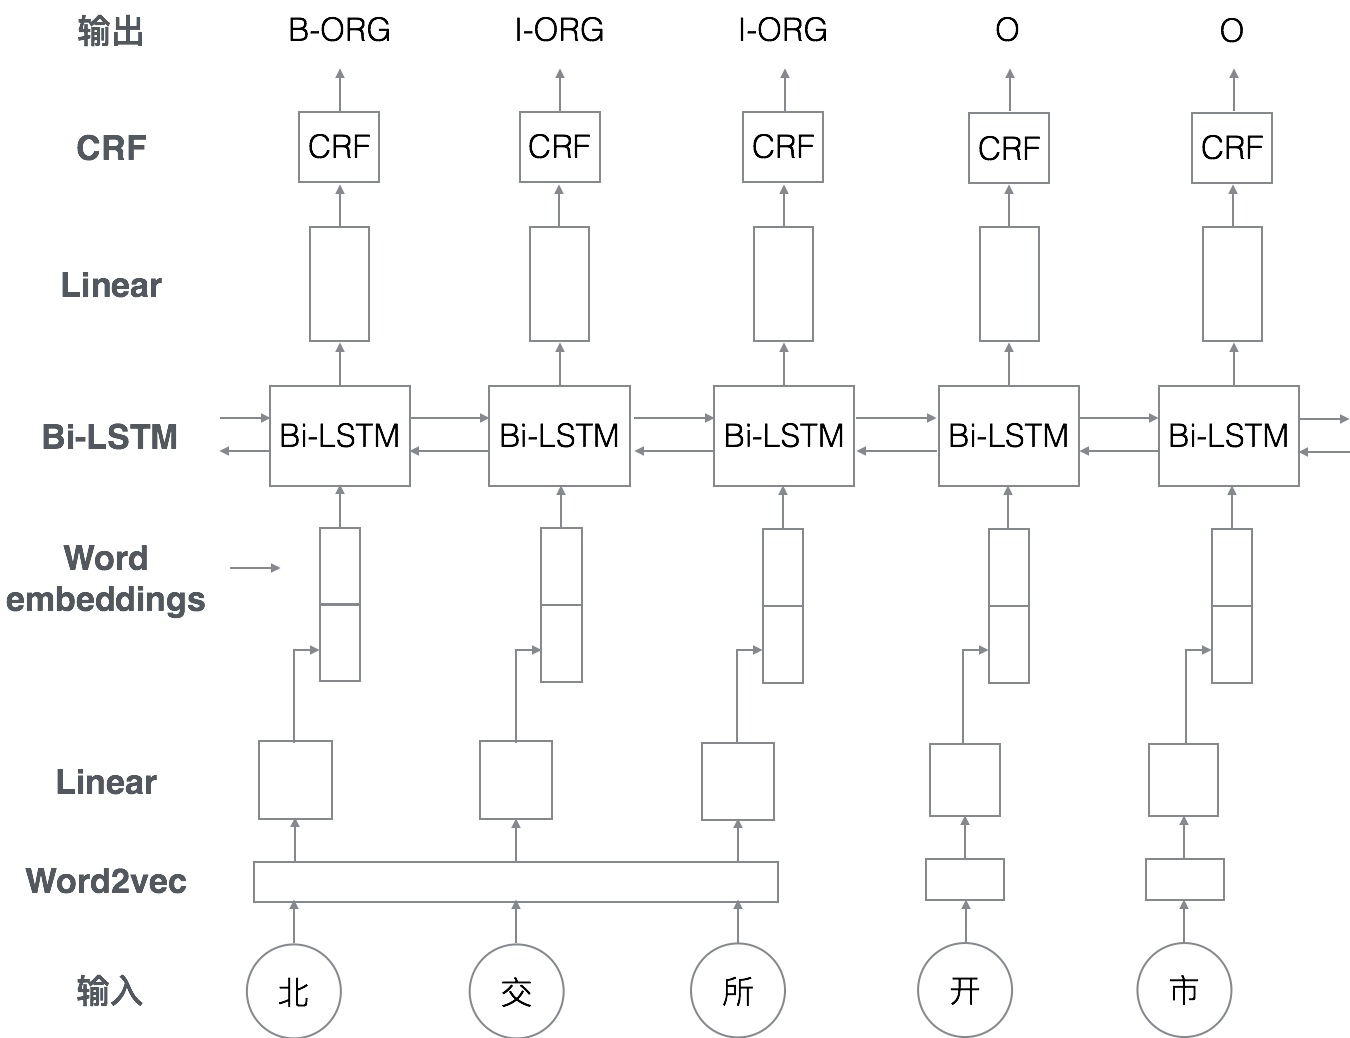 输出 B-ORG I-ORG I-ORG O O
CRF CRF CRF CRF CRF CRF
Linear
Bi-LSTM Bi-LSTM Bi-LSTM Bi-LSTM Bi-LSTM Bi-LSTM
Word
embeddings
Linear
Word2vec
输入 北 交 所 开 市